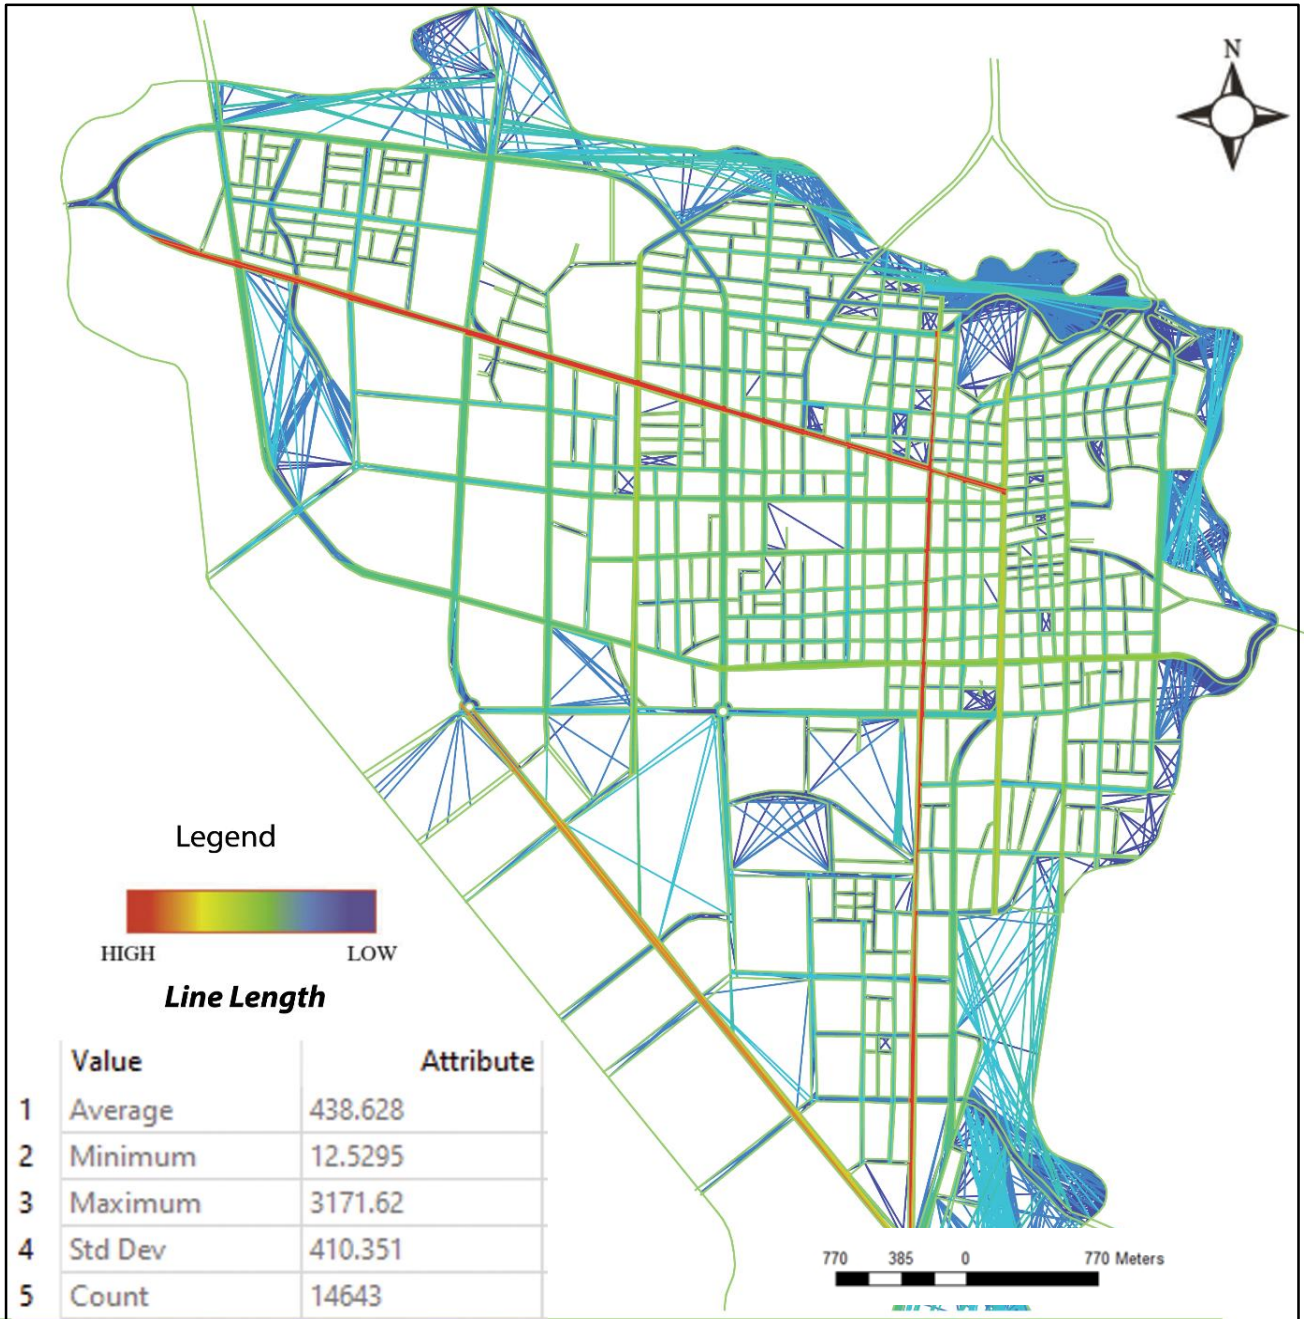 N
Legend
HIGH LOW
Line Length
Value Attribute
1 Average 438.628
2 Minimum 12.5295
3 Maximum 3171.62
4 Std Dev 410.351
5 Count 14643
770 385 0 770 Meters